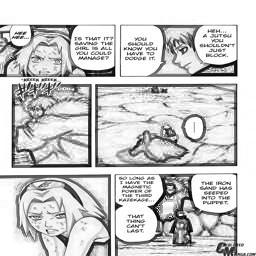 HEH...
A JUTSU
YOU
SHOULDN'T
JUST
BLOCK.
YOU
SHOULD
KNOW YOU
HAVE TO
DODGE IT.
IS THAT IT?
SAVING THE
GIRL IS ALL
YOU COULD
MANAGE?
HEE
HEE...
!
THE IRON
SAND HAS
SEEPED INTO
THE PUPPET.
SO LONG AS
I HAVE THE
MAGNETIC
POWER OF
THE THIRD
KAZEKAGE...
THAT
THING
CAN'T
LAST.